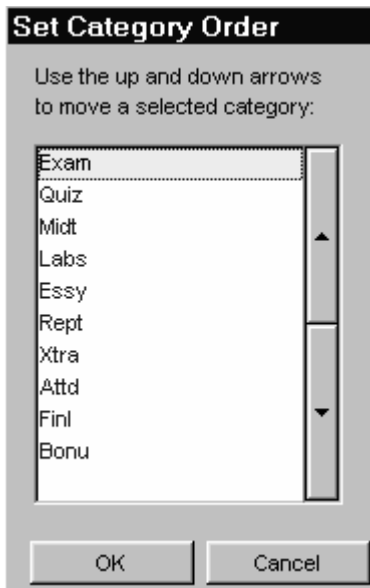 Set Category Order
Use the up and down arrows
to move a selected category:
Exam
Quiz
Midt
Labs
Essy
Rept
Xtra
Attd
Finl
Bonu
OK
Cancel